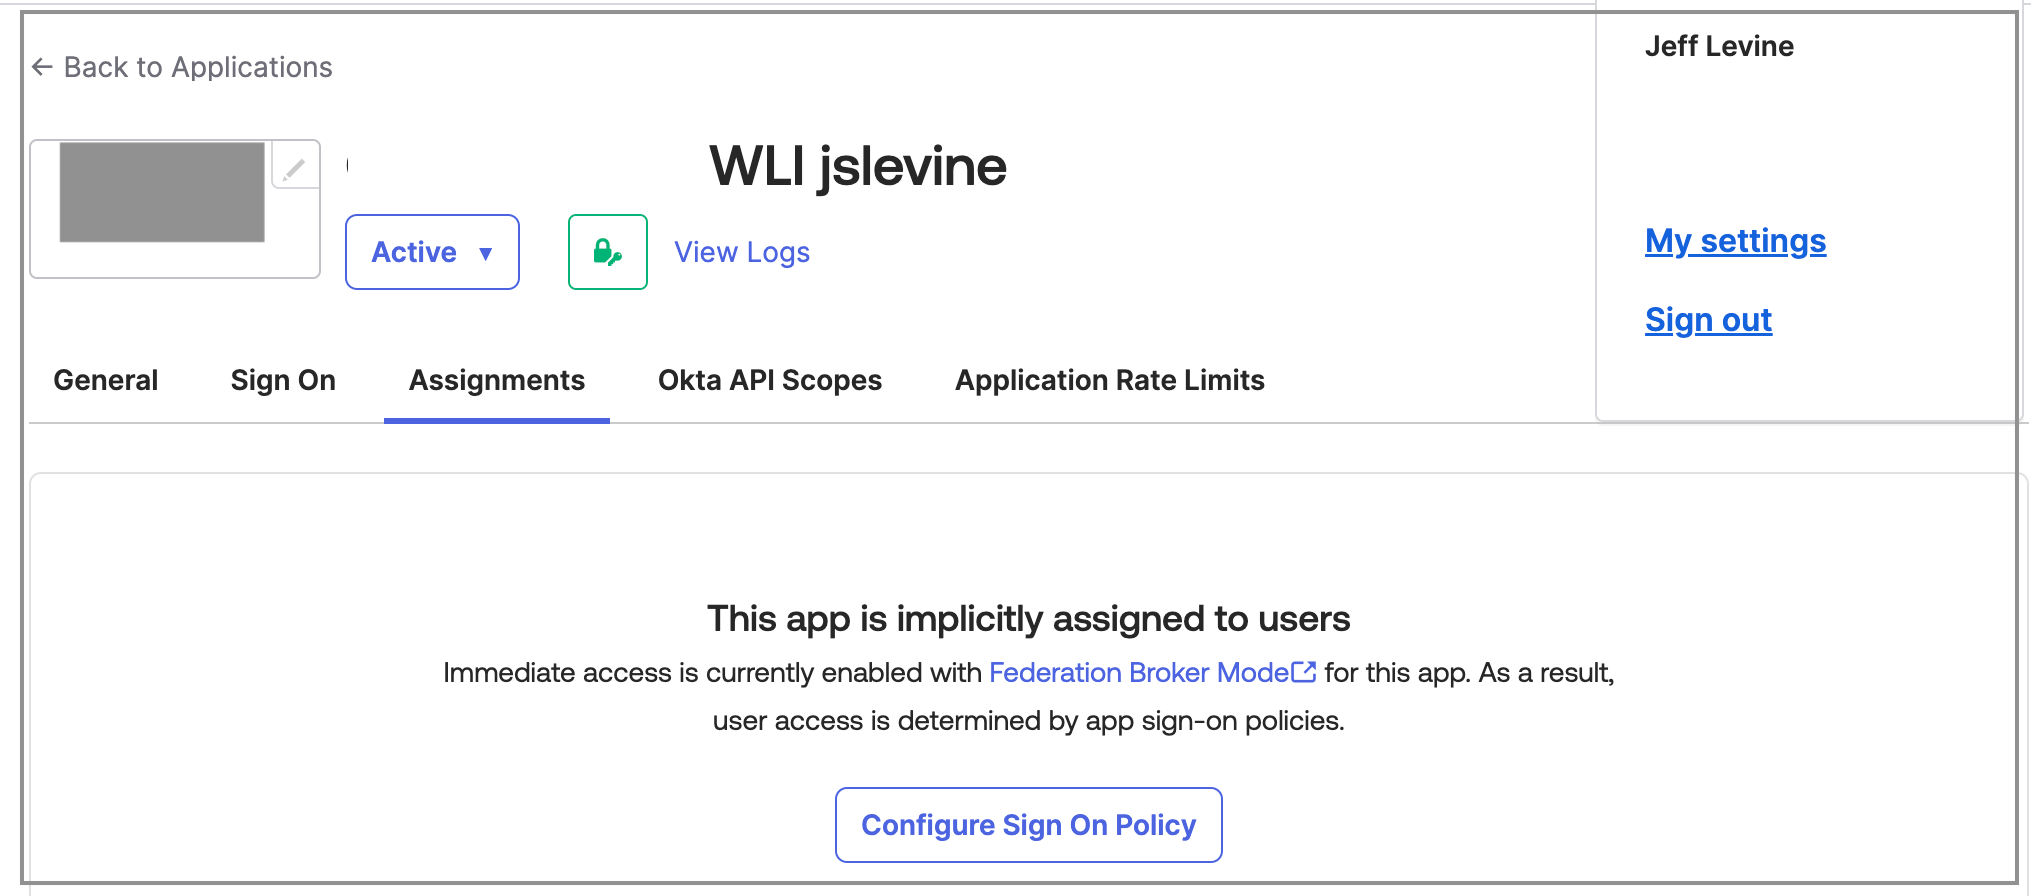 Jeff Levine
← Back to Applications
WLI jslevine
Active ▼
View Logs
My settings
Sign out
General
Sign On
Assignments
Okta API Scopes
Application Rate Limits
This app is implicitly assigned to users
Immediate access is currently enabled with Federation Broker Mode for this app. As a result,
user access is determined by app sign-on policies.
Configure Sign On Policy